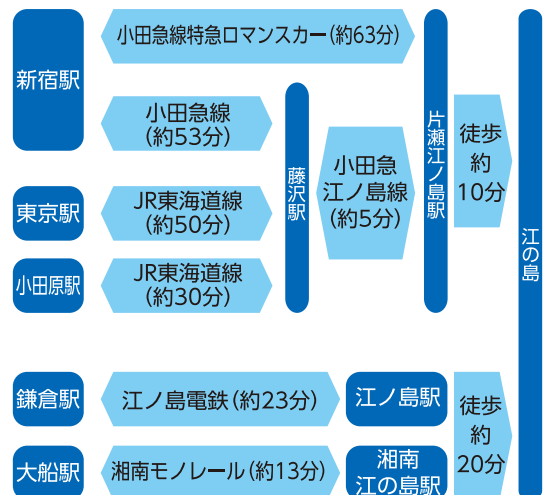 新宿駅
小田急線特急ロマンスカー(約63分)
小田急線
(約53分)
東京駅
JR東海道線
(約50分)
小田原駅
JR東海道線
(約30分)
藤沢駅
小田急
江ノ島線
(約5分)
片瀬江ノ島駅
徒歩
約
10分
江の島
鎌倉駅
江ノ島電鉄(約23分)
江ノ島駅
大船駅
湘南モノレール(約13分)
湘南
江の島駅
徒歩
約
20分